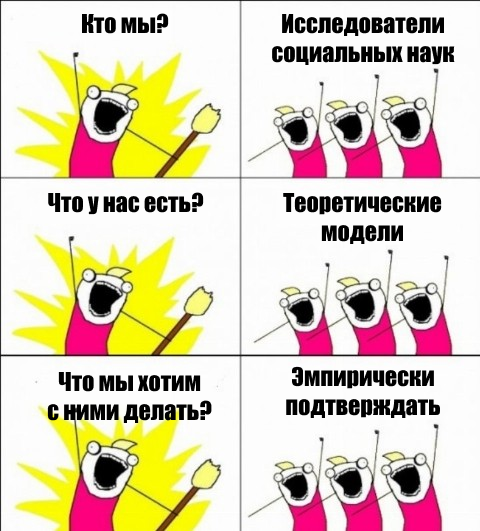 Кто мы?
Исследователи
социальных наук
Что у нас есть?
Теоретические
модели
Что мы хотим
с ними делать?
Эмпирически
подтверждать